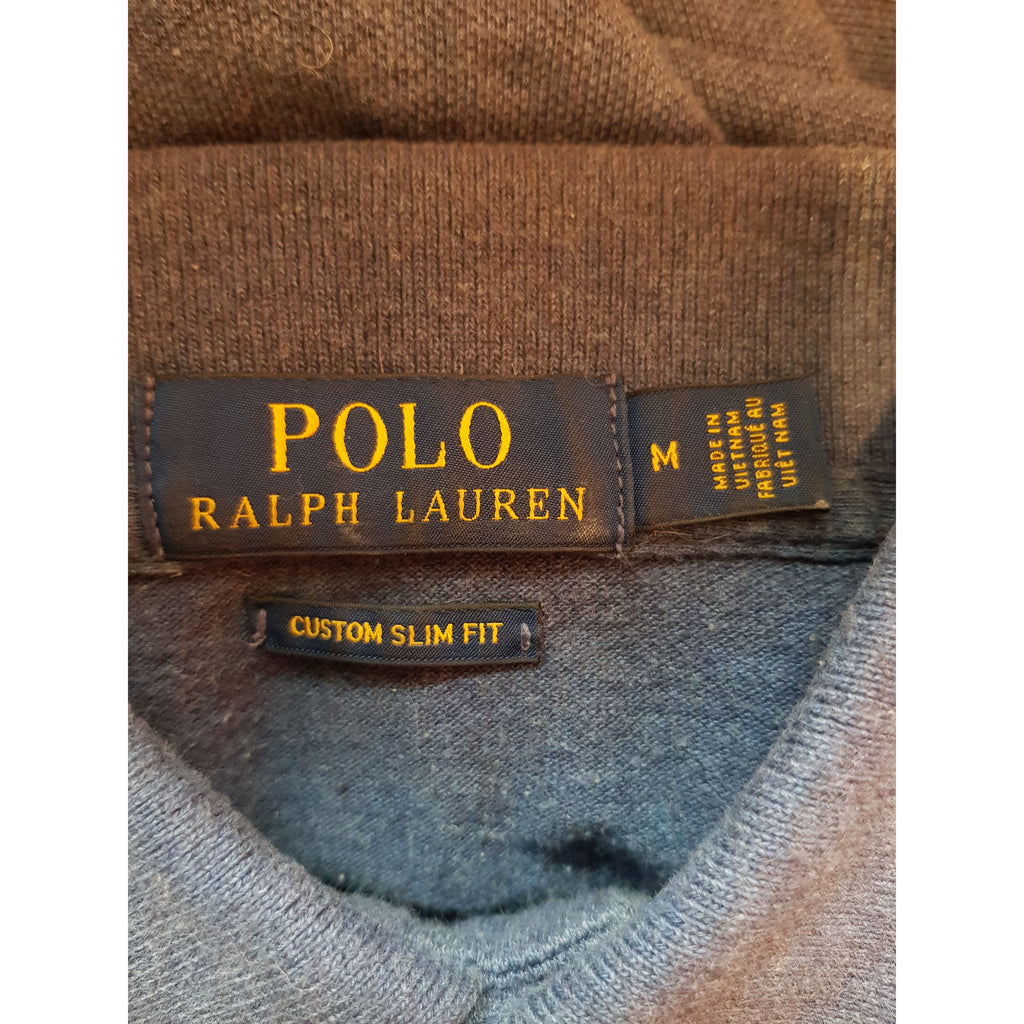 POLO
RALPH LAUREN
M
MADE IN
VIETNAM
FABRIQUÉ AU
VIÊT NAM
CUSTOM SLIM FIT